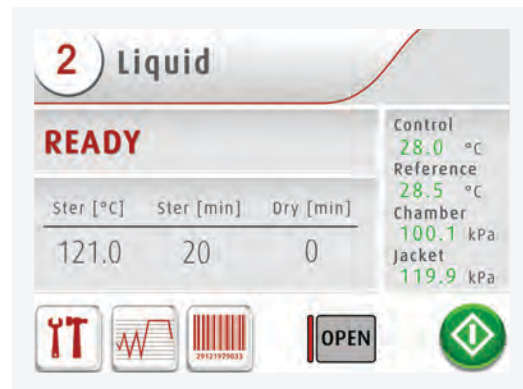 2 Liquid
READY
Ster [°C] Ster [min] Dry [min]
121.0 20 0
Control
28.0 °C
Reference
28.5 °C
Chamber
100.1 kPa
Jacket
119.9 kPa
29121979033
OPEN